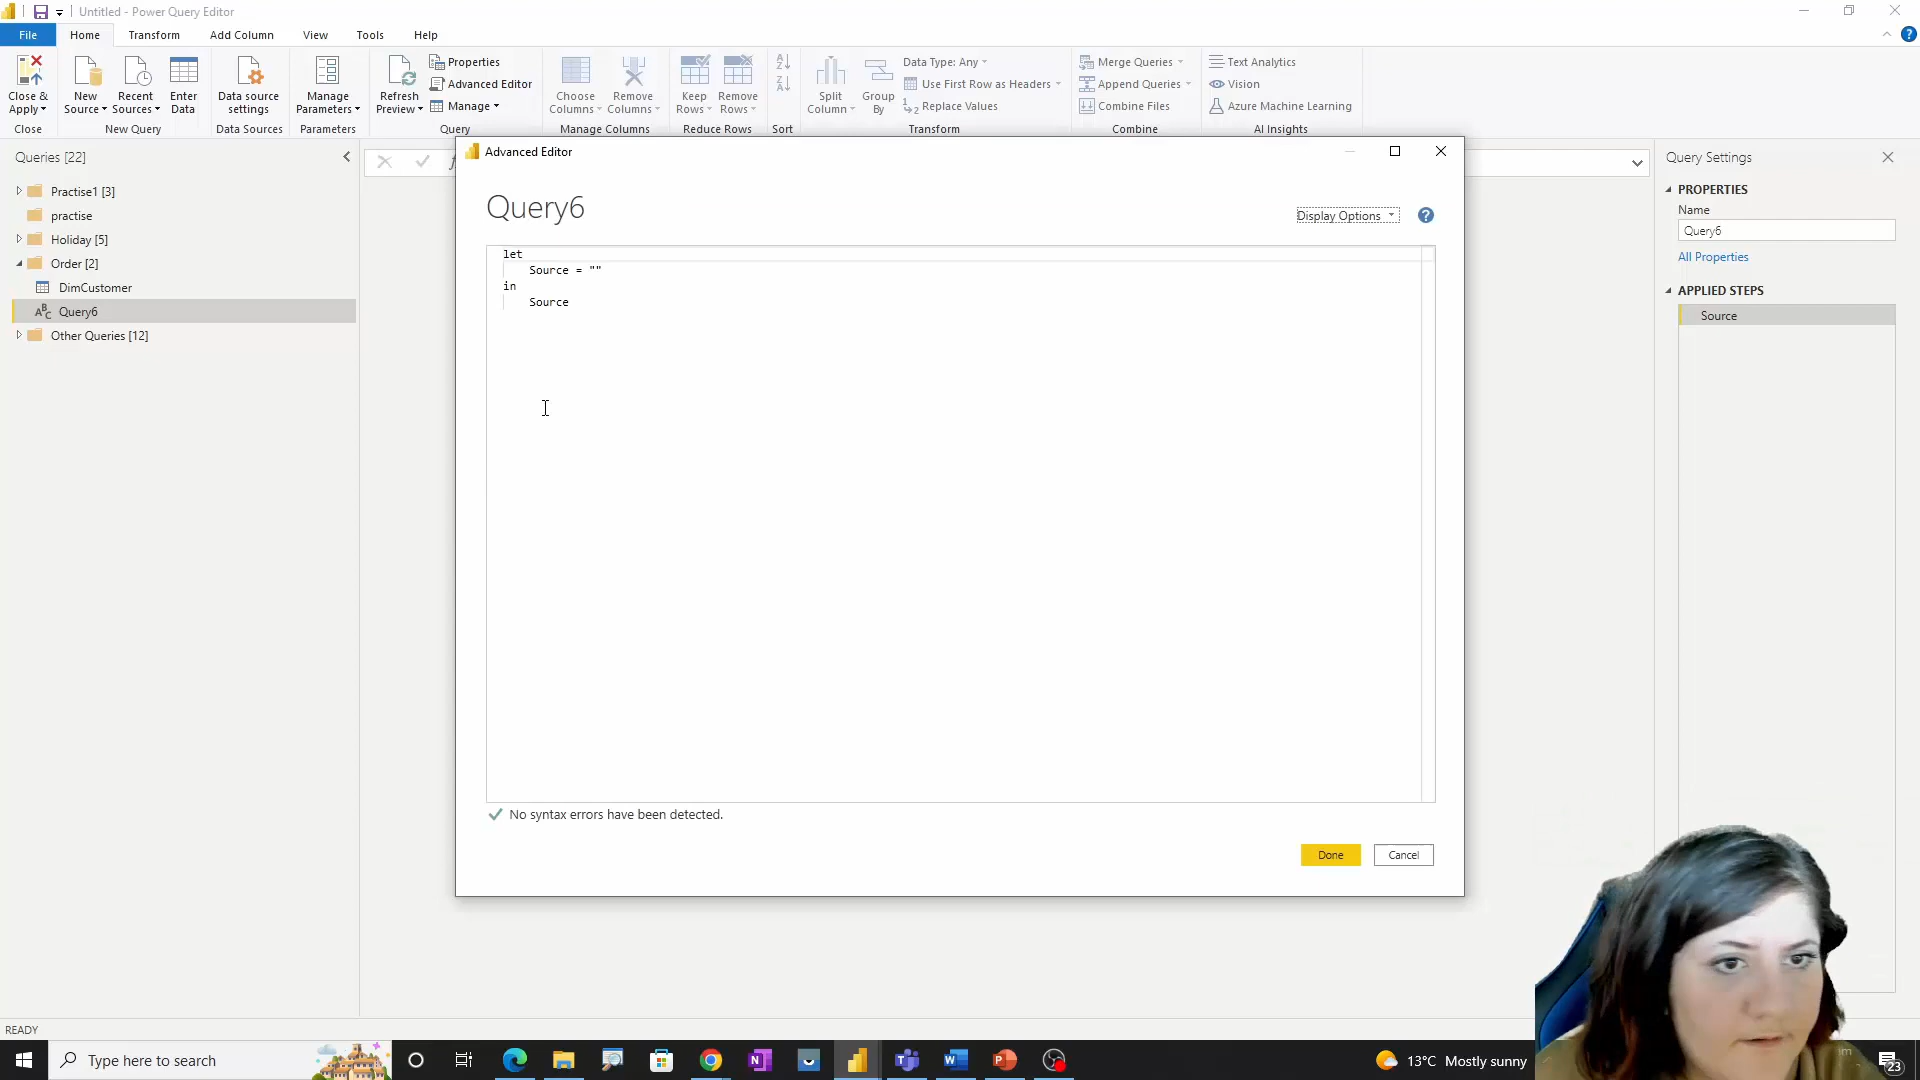 Untitled - Power Query Editor
File Home Transform Add Column View Tools Help
Close & Apply
New Source
Recent Sources
Enter Data
Data source settings
Manage Parameters
Refresh Preview
Properties
Advanced Editor
Manage
Choose Columns
Remove Columns
Keep Rows
Remove Rows
Split Column
Group By
Data Type: Any
Use First Row as Headers
Replace Values
Merge Queries
Append Queries
Combine Files
Text Analytics
Vision
Azure Machine Learning
Close New Query Data Sources Parameters Query Manage Columns Reduce Rows Sort Transform Combine AI Insights
Queries [22]
Practise1 [3]
practise
Holiday [5]
Order [2]
DimCustomer
Query6
Other Queries [12]
Advanced Editor
Query6
Display Options
let
Source = ""
in
Source
No syntax errors have been detected.
Done Cancel
Query Settings
PROPERTIES
Name
Query6
All Properties
APPLIED STEPS
Source
READY
Type here to search
13°C Mostly sunny
23